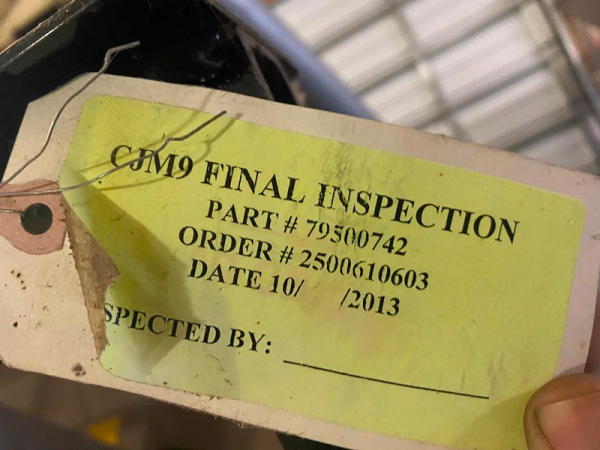 CJM9 FINAL INSPECTION
PART # 79500742
ORDER # 2500610603
DATE 10/ /2013
SPECTED BY: